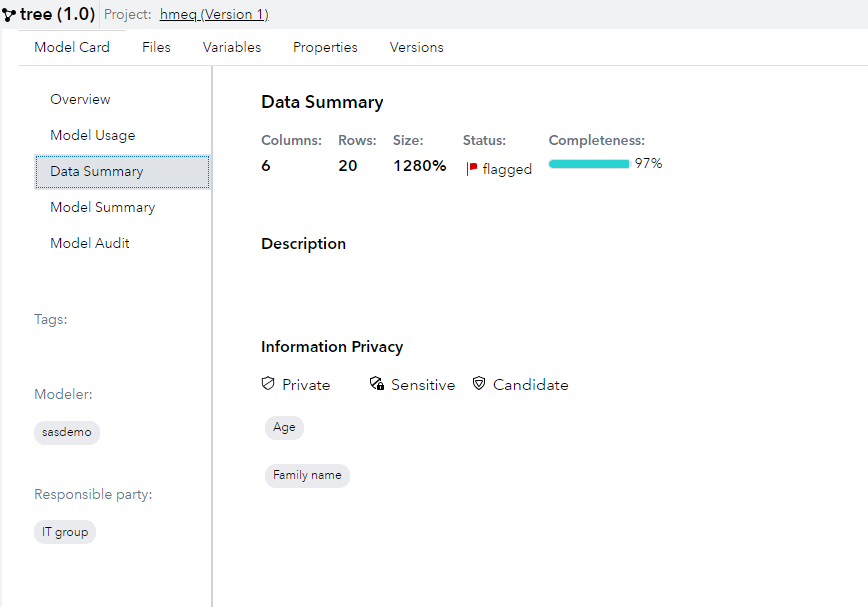 tree (1.0) Project: hmeq (Version 1)
Model Card Files Variables Properties Versions
Overview
Model Usage
Data Summary
Model Summary
Model Audit
Tags:
Modeler:
sasdemo
Responsible party:
IT group
Data Summary
Columns: Rows: Size: Status: Completeness:
6 20 1280% flagged 97%
Description
Information Privacy
Private Sensitive Candidate
Age
Family name